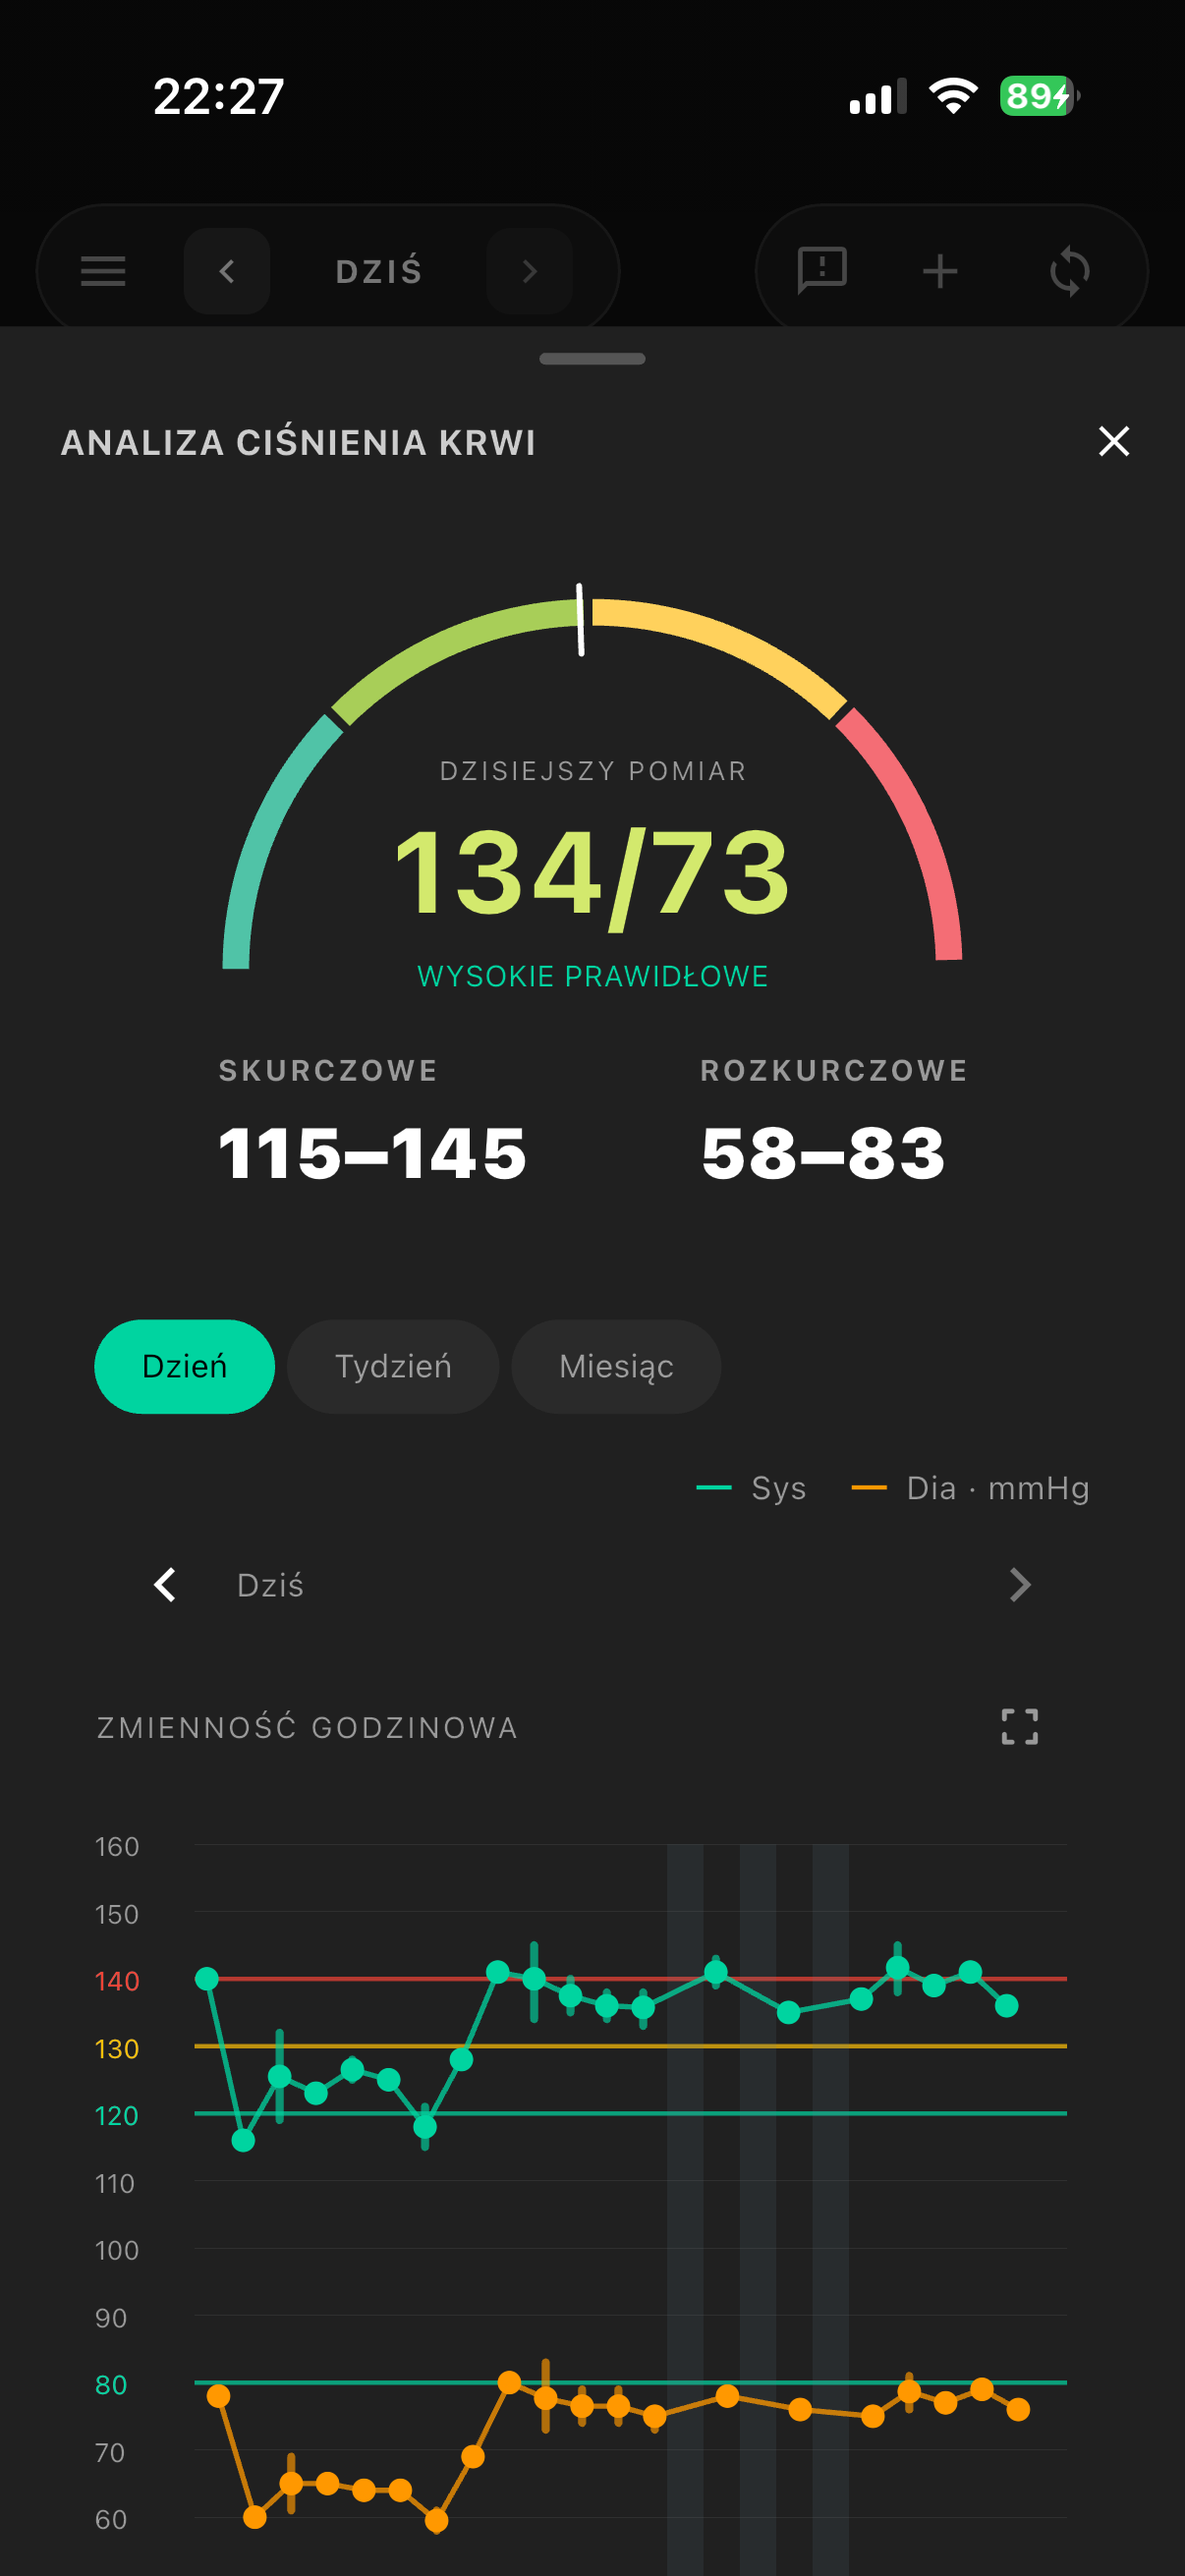 22:27
89
DZIŚ
ANALIZA CIŚNIENIA KRWI
DZISIEJSZY POMIAR
134/73
WYSOKIE PRAWIDŁOWE
SKURCZOWE ROZKURCZOWE
115–145 58–83
Dzień Tydzień Miesiąc
Sys Dia · mmHg
Dziś
ZMIENNOŚĆ GODZINOWA
160
150
140
130
120
110
100
90
80
70
60